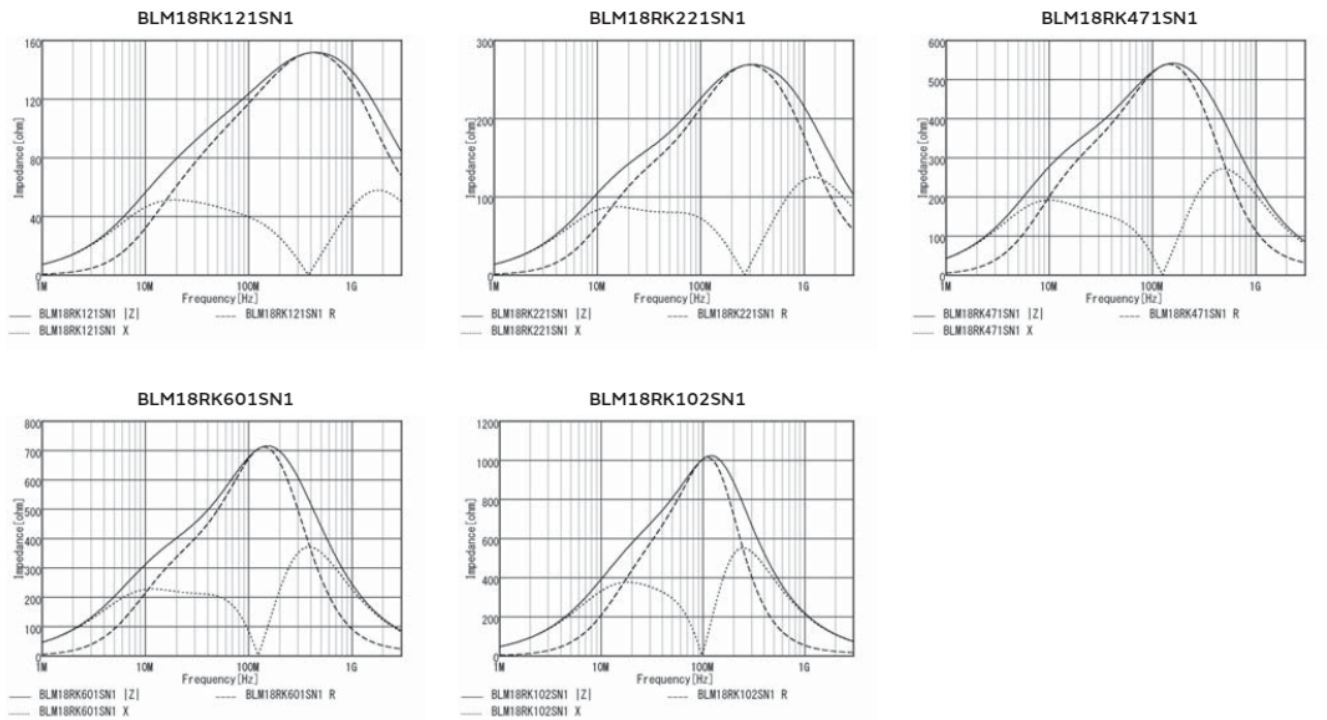 BLM18RK121SN1
160
120
80
40
0
Impedance[ohm]
1M 10M 100M 1G
Frequency[Hz]
BLM18RK121SN1 |Z| BLM18RK121SN1 R
BLM18RK121SN1 X
BLM18RK221SN1
300
200
100
0
Impedance[ohm]
1M 10M 100M 1G
Frequency[Hz]
BLM18RK221SN1 |Z| BLM18RK221SN1 R
BLM18RK221SN1 X
BLM18RK471SN1
600
500
400
300
200
100
0
Impedance[ohm]
1M 10M 100M 1G
Frequency[Hz]
BLM18RK471SN1 |Z| BLM18RK471SN1 R
BLM18RK471SN1 X
BLM18RK601SN1
800
700
600
500
400
300
200
100
0
Impedance[ohm]
1M 10M 100M 1G
Frequency[Hz]
BLM18RK601SN1 |Z| BLM18RK601SN1 R
BLM18RK601SN1 X
BLM18RK102SN1
1200
1000
800
600
400
200
0
Impedance[ohm]
1M 10M 100M 1G
Frequency[Hz]
BLM18RK102SN1 |Z| BLM18RK102SN1 R
BLM18RK102SN1 X